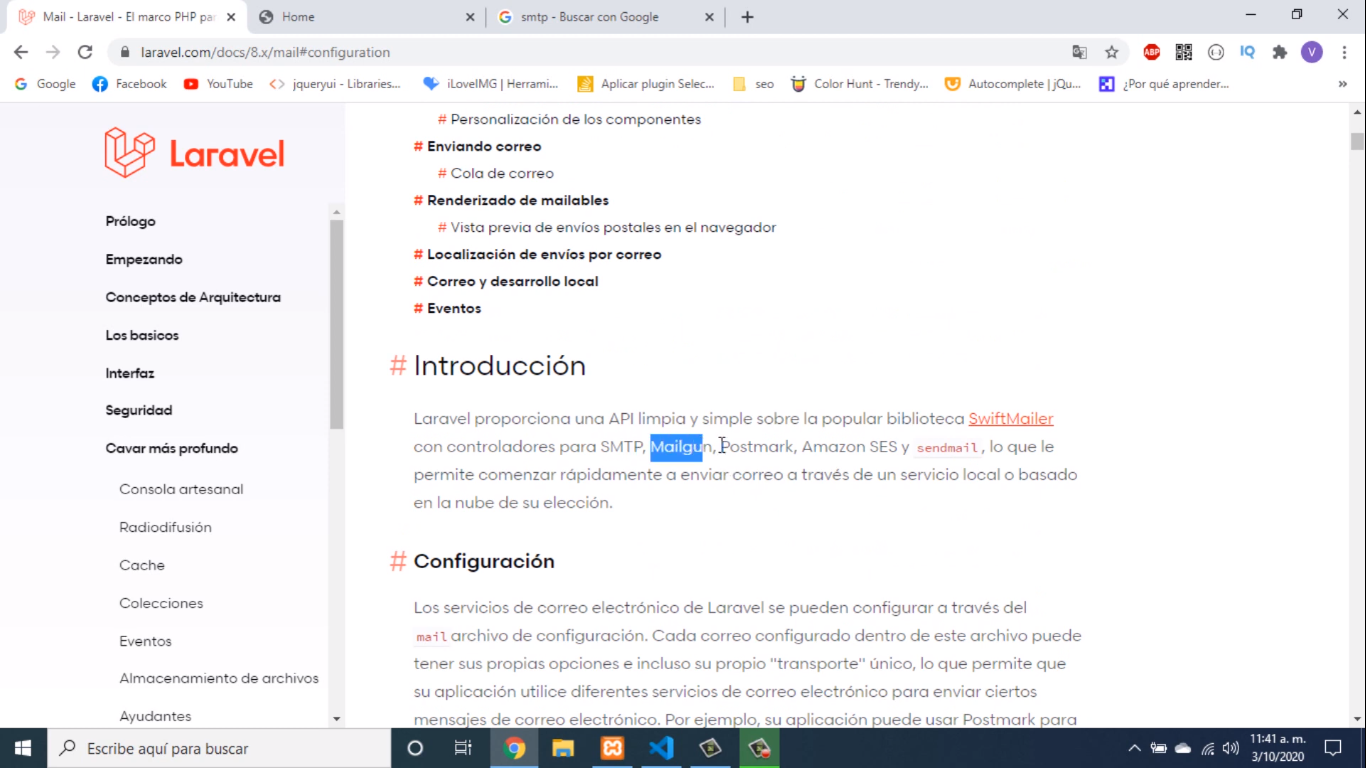 Mail - Laravel - El marco PHP par
Home
smtp - Buscar con Google
laravel.com/docs/8.x/mail#configuration
ABP
IQ
V
Google
Facebook
YouTube
jqueryui - Libraries...
iLoveIMG | Herrami...
Aplicar plugin Selec...
seo
Color Hunt - Trendy...
Autocomplete | jQu...
¿Por qué aprender...
»
Laravel
Prólogo
Empezando
Conceptos de Arquitectura
Los basicos
Interfaz
Seguridad
Cavar más profundo
Consola artesanal
Radiodifusión
Cache
Colecciones
Eventos
Almacenamiento de archivos
Ayudantes
# Personalización de los componentes
# Enviando correo
# Cola de correo
# Renderizado de mailables
# Vista previa de envíos postales en el navegador
# Localización de envíos por correo
# Correo y desarrollo local
# Eventos
# Introducción
Laravel proporciona una API limpia y simple sobre la popular biblioteca SwiftMailer
con controladores para SMTP, Mailgun, Postmark, Amazon SES y sendmail, lo que le
permite comenzar rápidamente a enviar correo a través de un servicio local o basado
en la nube de su elección.
# Configuración
Los servicios de correo electrónico de Laravel se pueden configurar a través del
mail archivo de configuración. Cada correo configurado dentro de este archivo puede
tener sus propias opciones e incluso su propio "transporte" único, lo que permite que
su aplicación utilice diferentes servicios de correo electrónico para enviar ciertos
mensajes de correo electrónico. Por ejemplo, su aplicación puede usar Postmark para
Escribe aquí para buscar
11:41 a. m.
3/10/2020